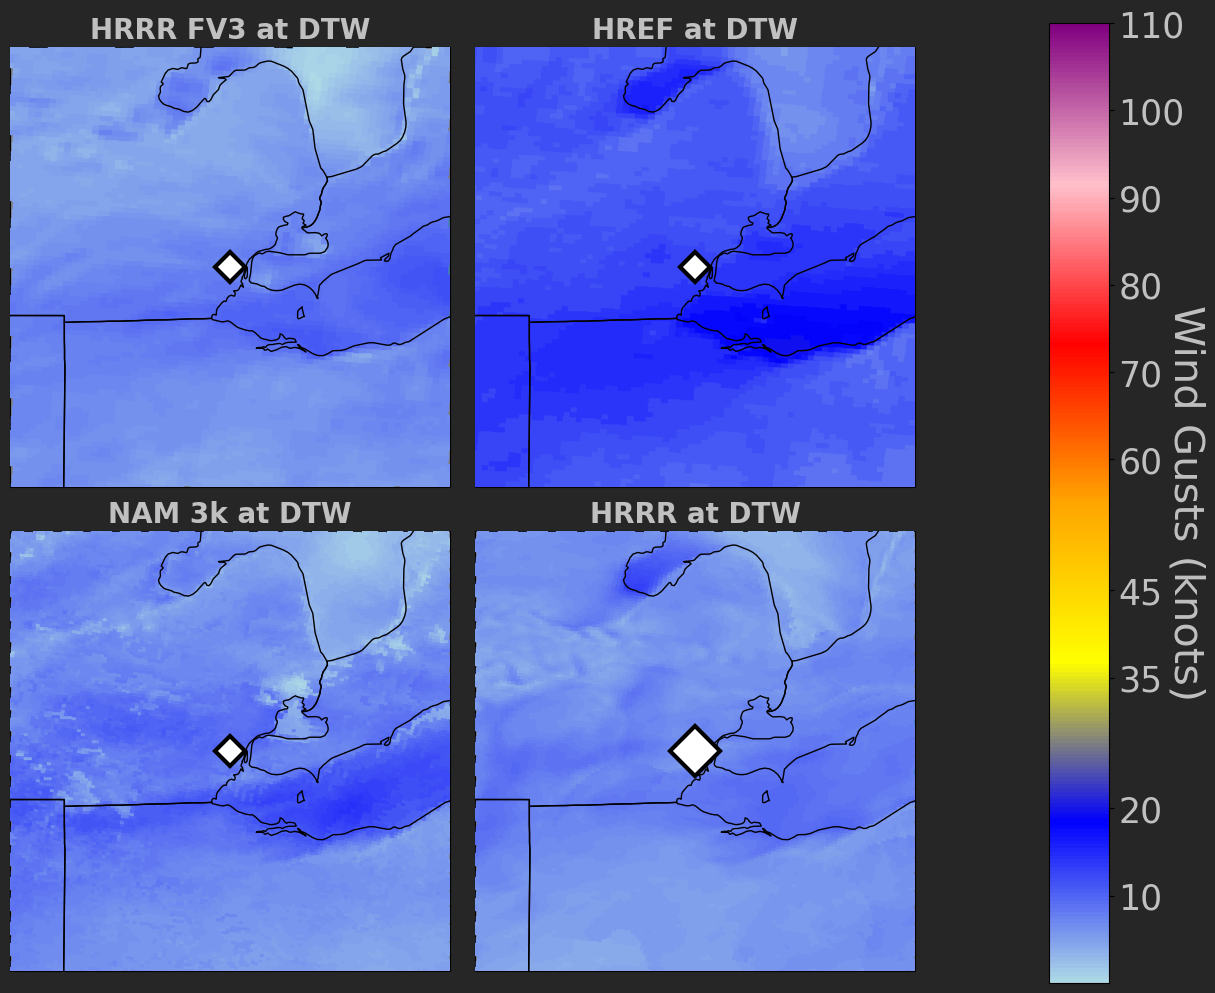 HRRR FV3 at DTW
HREF at DTW
NAM 3k at DTW
HRRR at DTW
110
100
90
80
70
60
45
35
20
10
Wind Gusts (knots)